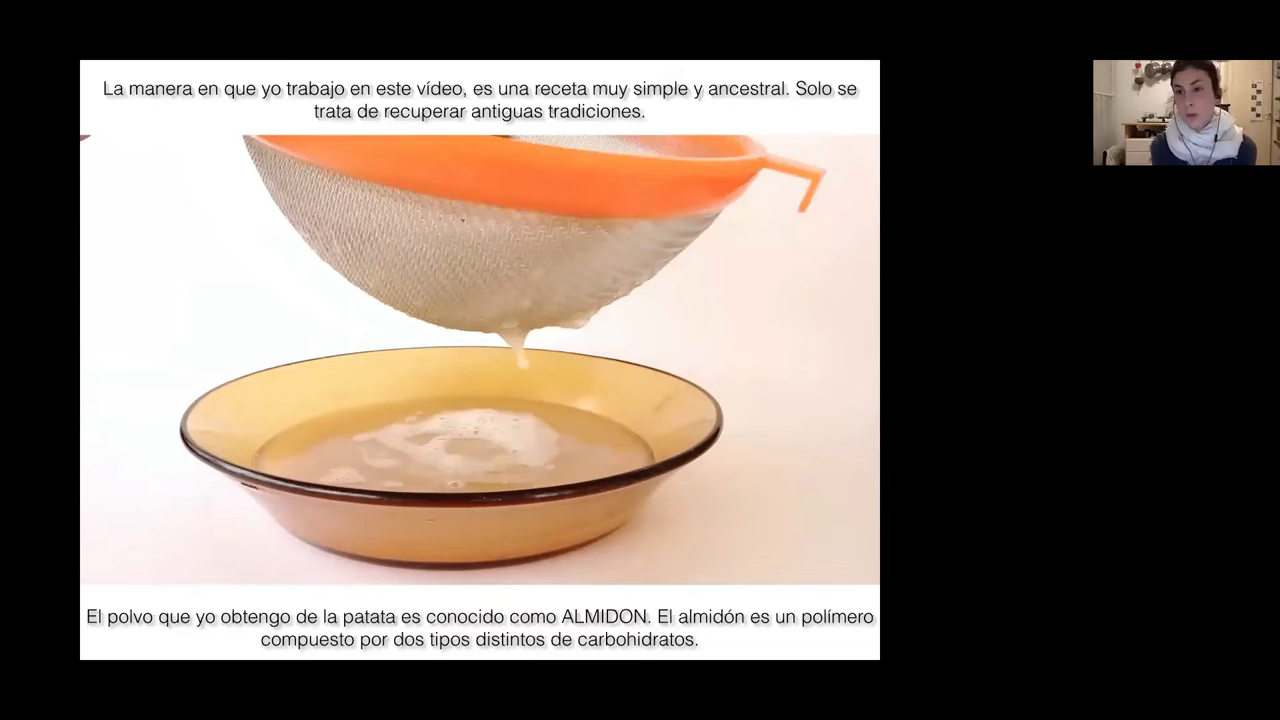 La manera en que yo trabajo en este vídeo, es una receta muy simple y ancestral. Solo se
trata de recuperar antiguas tradiciones.
El polvo que yo obtengo de la patata es conocido como ALMIDON. El almidón es un polímero
compuesto por dos tipos distintos de carbohidratos.